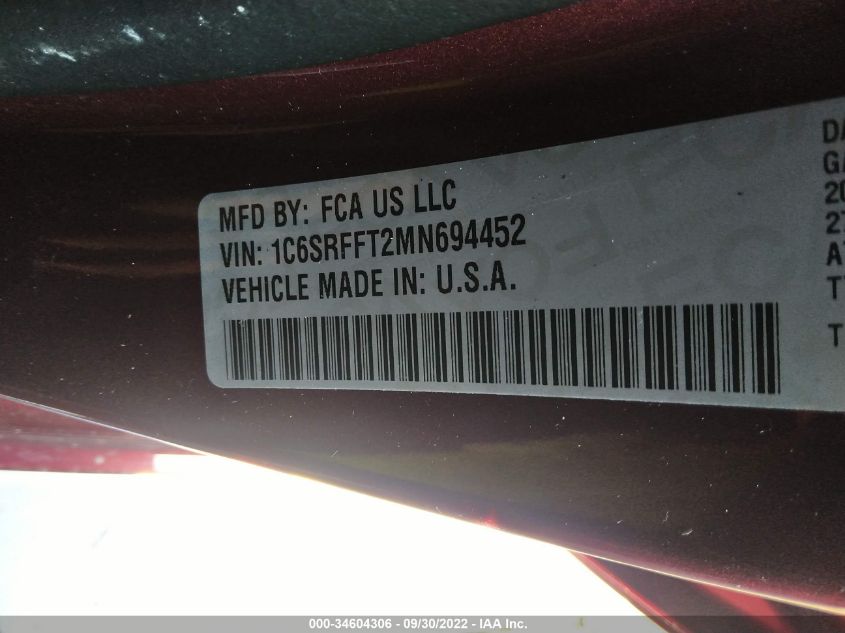 MFD BY: FCA US LLC
VIN: 1C6SRFFT2MN694452
VEHICLE MADE IN: U.S.A.
000-34604306 - 09/30/2022 - IAA Inc.